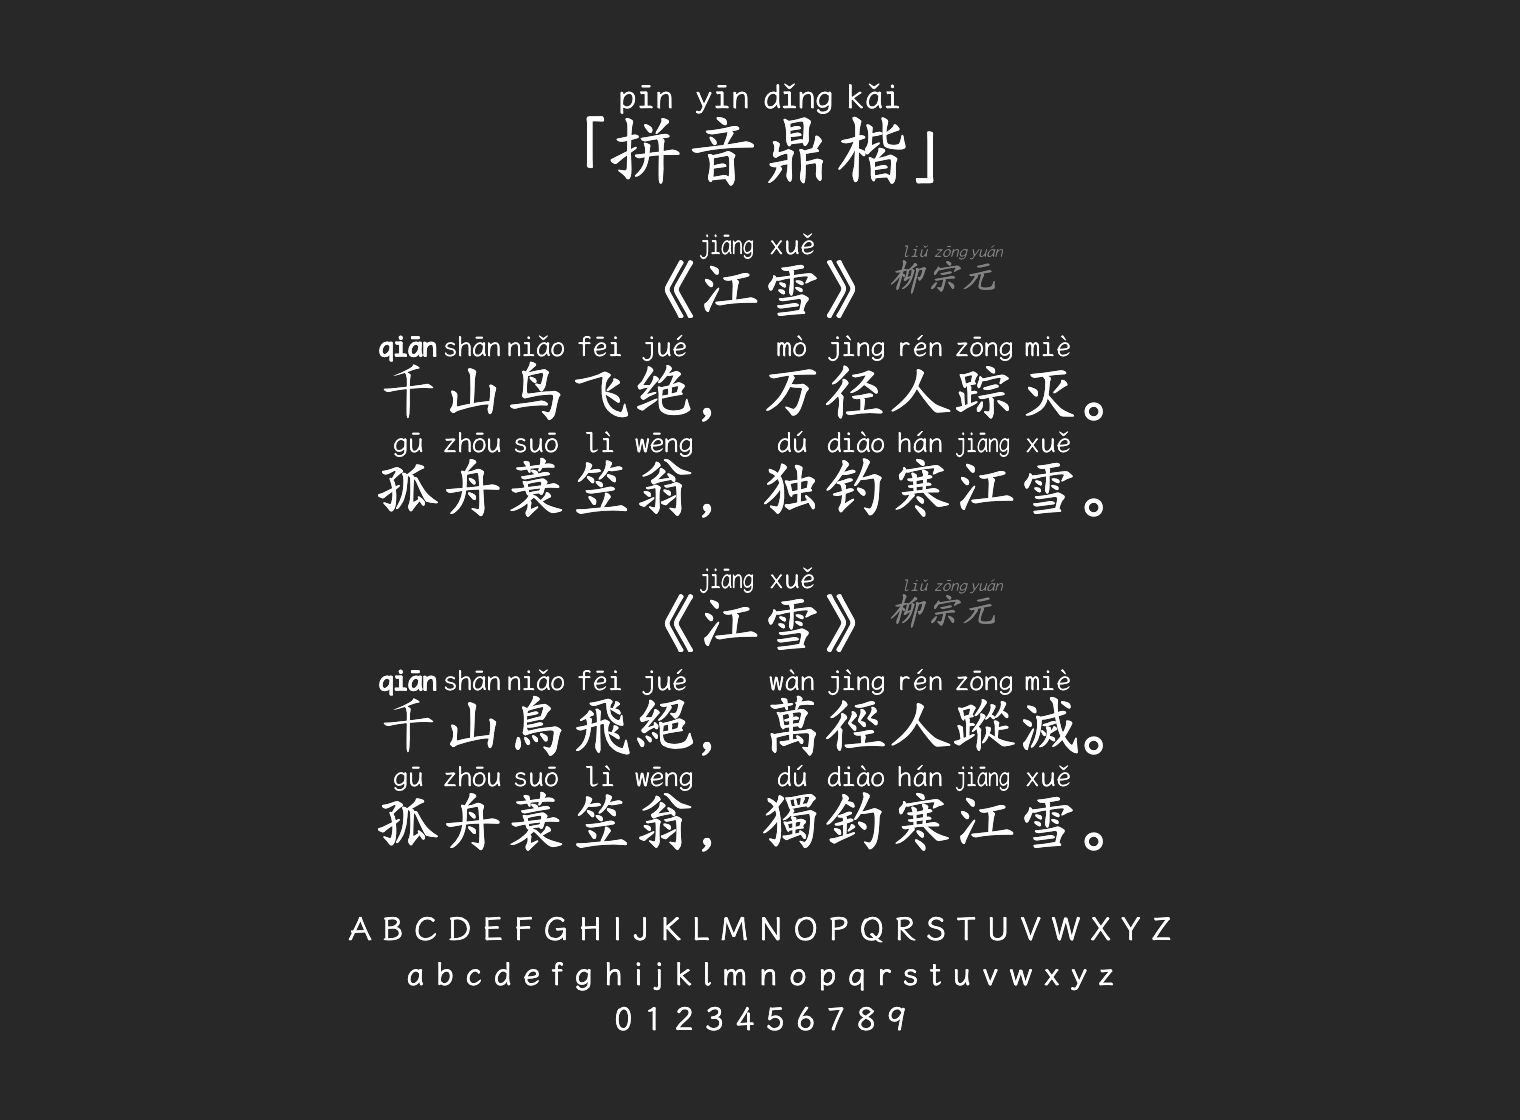 pīn yīn dǐng kǎi
「拼音鼎楷」
jiāng xuě liǔ zōng yuán
《江雪》 柳宗元
qiān shān niǎo fēi jué mò jìng rén zōng miè
千山鸟飞绝，万径人踪灭。
gū zhōu suō lì wēng dú diào hán jiāng xuě
孤舟蓑笠翁，独钓寒江雪。
jiāng xuě liǔ zōng yuán
《江雪》 柳宗元
qiān shān niǎo fēi jué wàn jìng rén zōng miè
千山鳥飛絕，萬徑人蹤滅。
gū zhōu suō lì wēng dú diào hán jiāng xuě
孤舟蓑笠翁，獨釣寒江雪。
A B C D E F G H I J K L M N O P Q R S T U V W X Y Z
a b c d e f g h i j k l m n o p q r s t u v w x y z
0 1 2 3 4 5 6 7 8 9